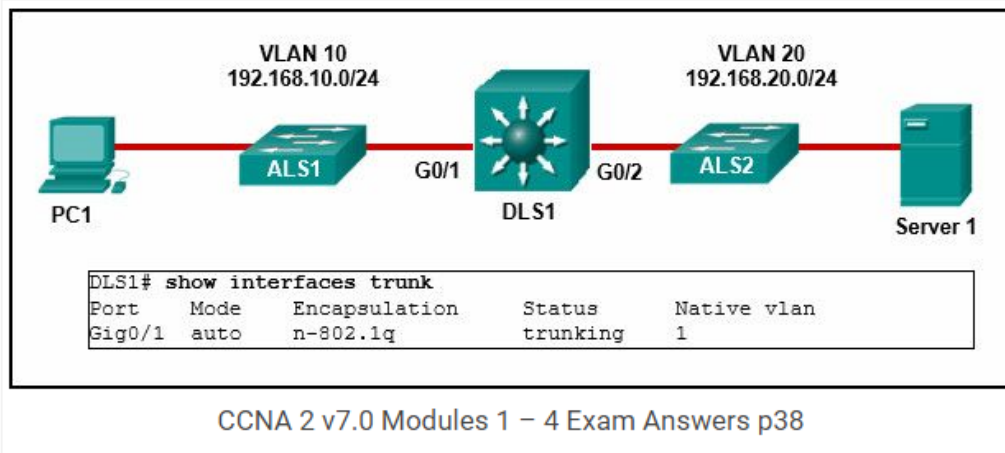 VLAN 10
192.168.10.0/24
VLAN 20
192.168.20.0/24
ALS1
G0/1
G0/2
ALS2
PC1
DLS1
Server 1
DLS1# show interfaces trunk
Port Mode Encapsulation Status Native vlan
Gig0/1 auto n-802.1q trunking 1
CCNA 2 v7.0 Modules 1 – 4 Exam Answers p38